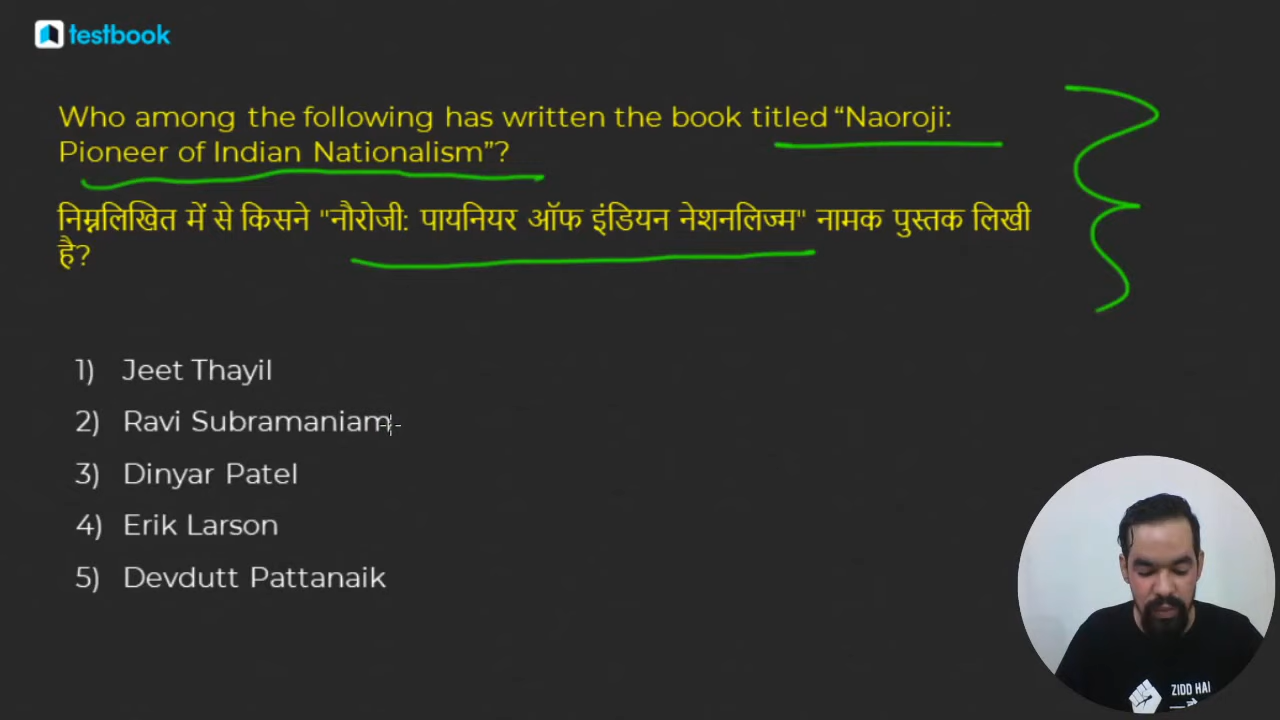 testbook
Who among the following has written the book titled “Naoroji:
Pioneer of Indian Nationalism”?
निम्नलिखित में से किसने "नौरोजी: पायनियर ऑफ इंडियन नेशनलिज्म" नामक पुस्तक लिखी
है?
1) Jeet Thayil
2) Ravi Subramaniam
3) Dinyar Patel
4) Erik Larson
5) Devdutt Pattanaik
ZIDD HAI